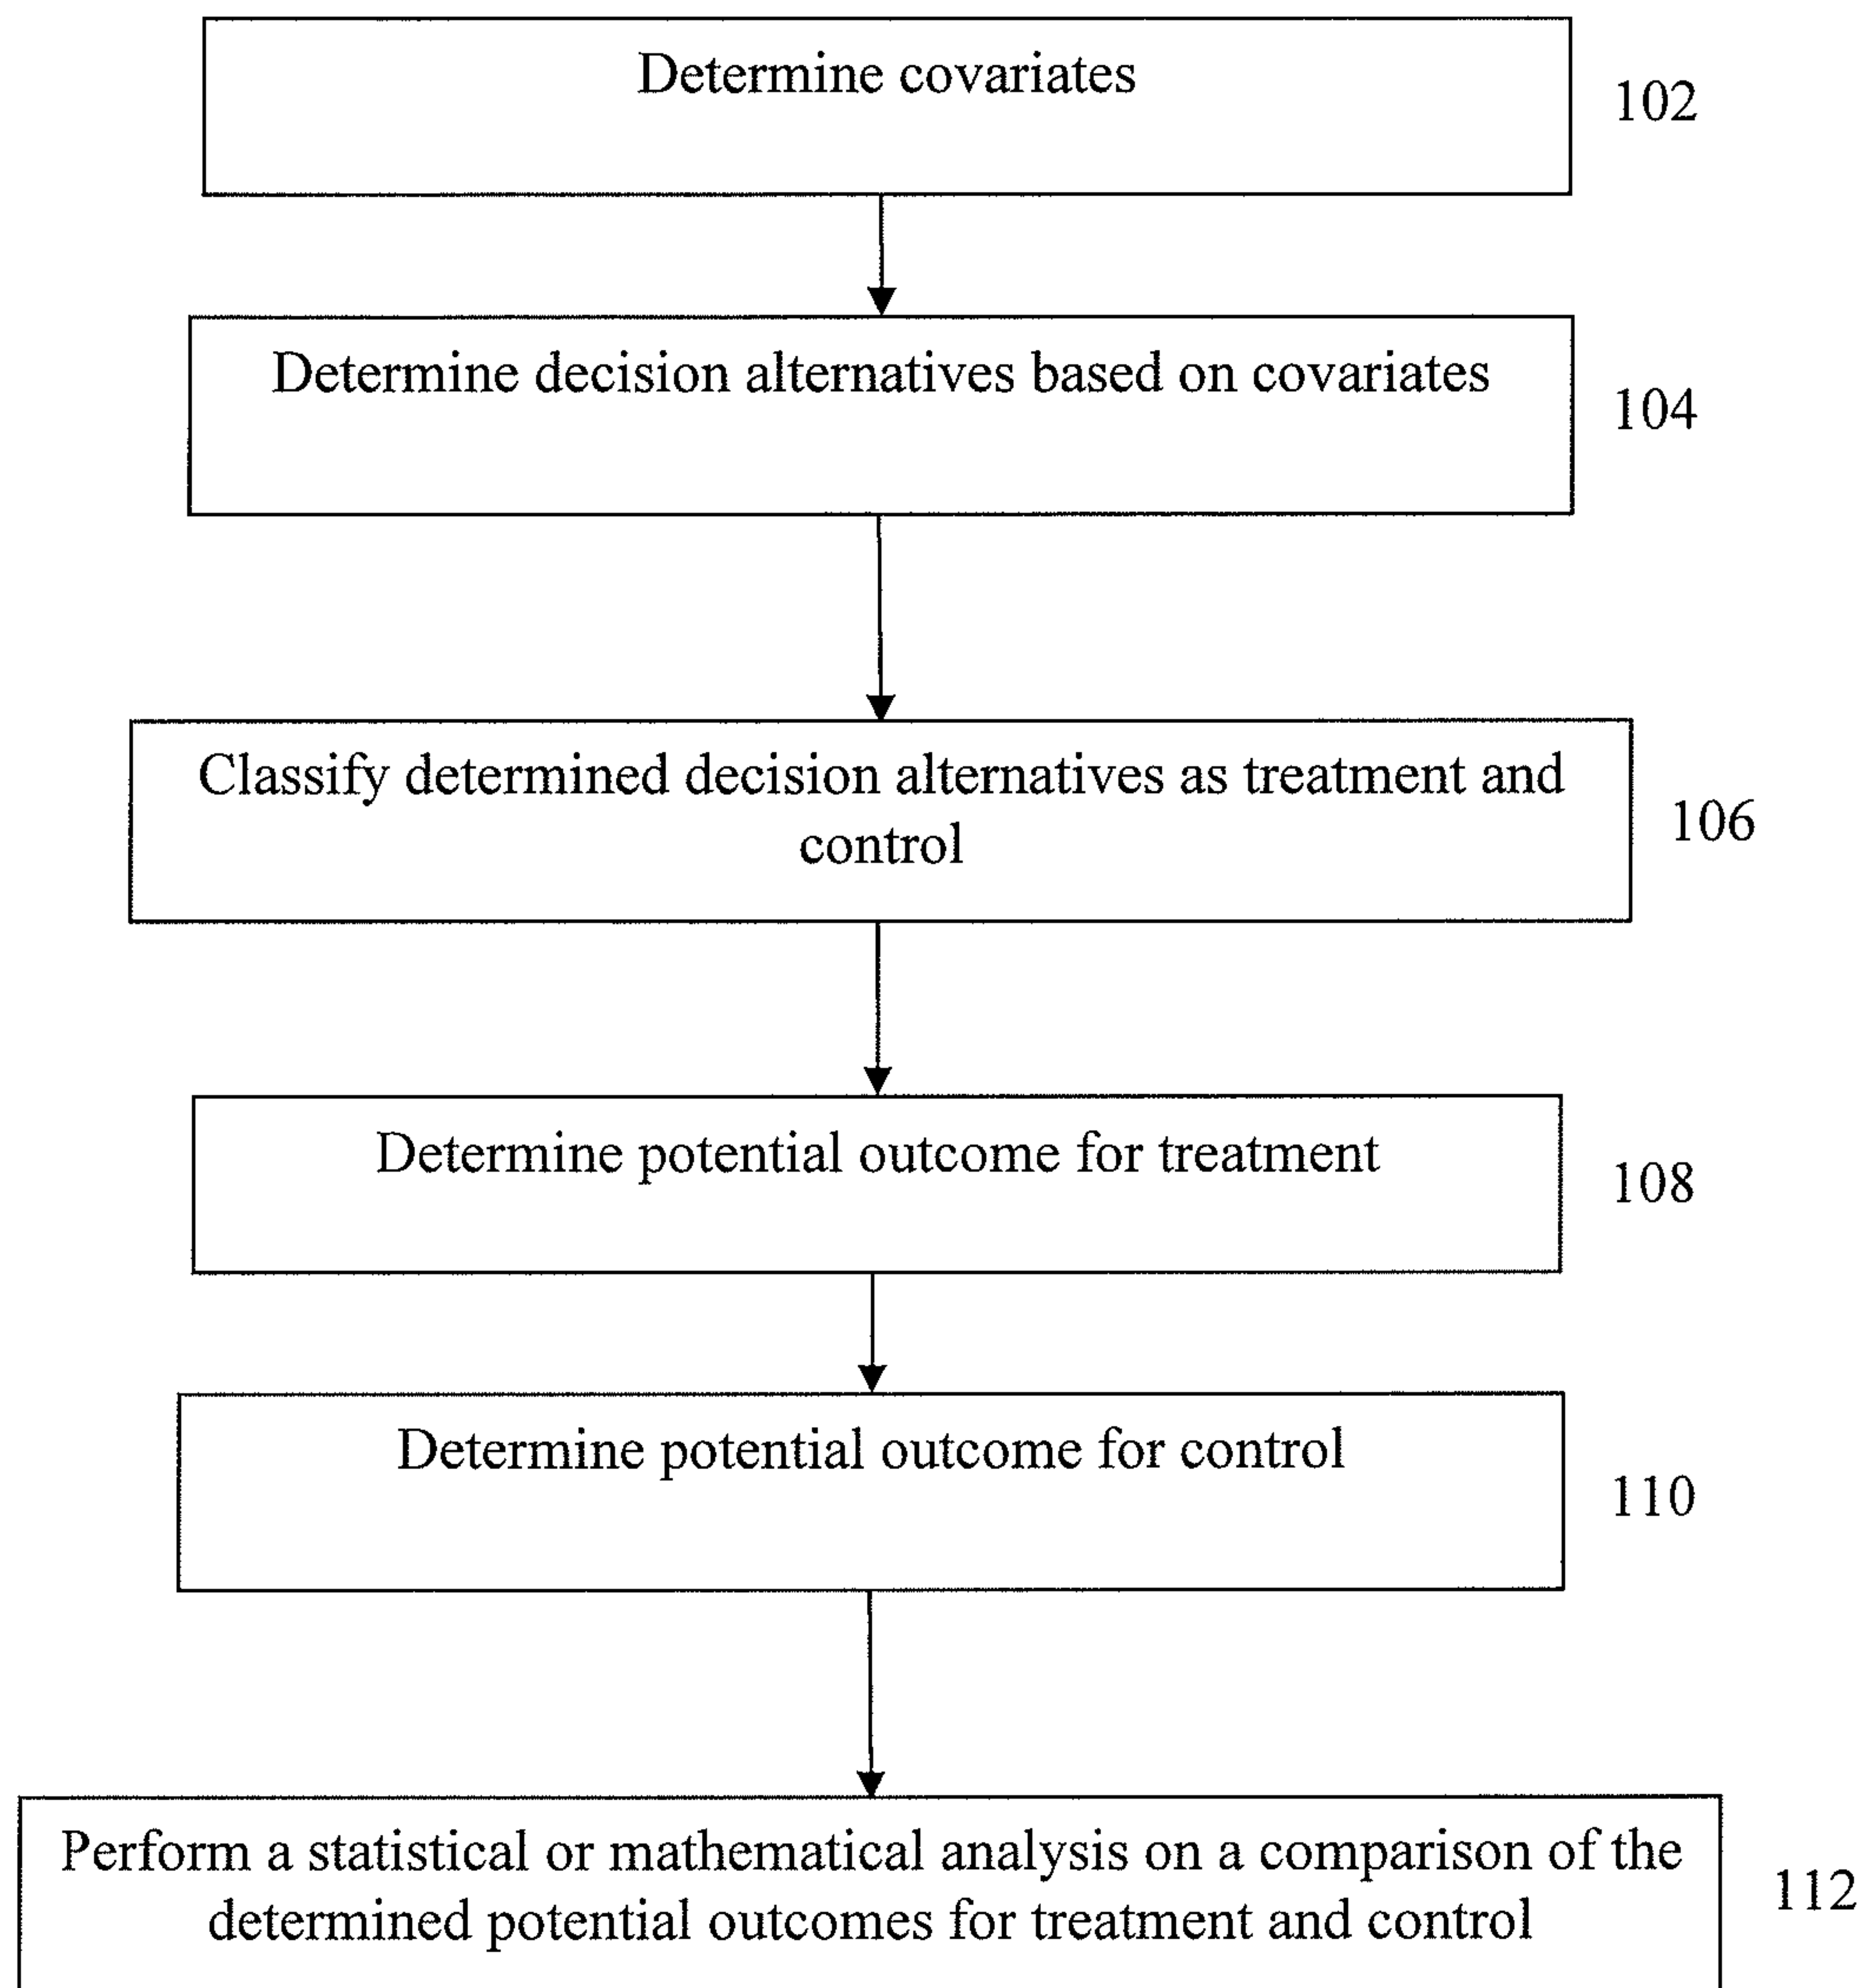 Determine covariates
102
Determine decision alternatives based on covariates
104
Classify determined decision alternatives as treatment and
control
106
Determine potential outcome for treatment
108
Determine potential outcome for control
110
Perform a statistical or mathematical analysis on a comparison of the
determined potential outcomes for treatment and control
112